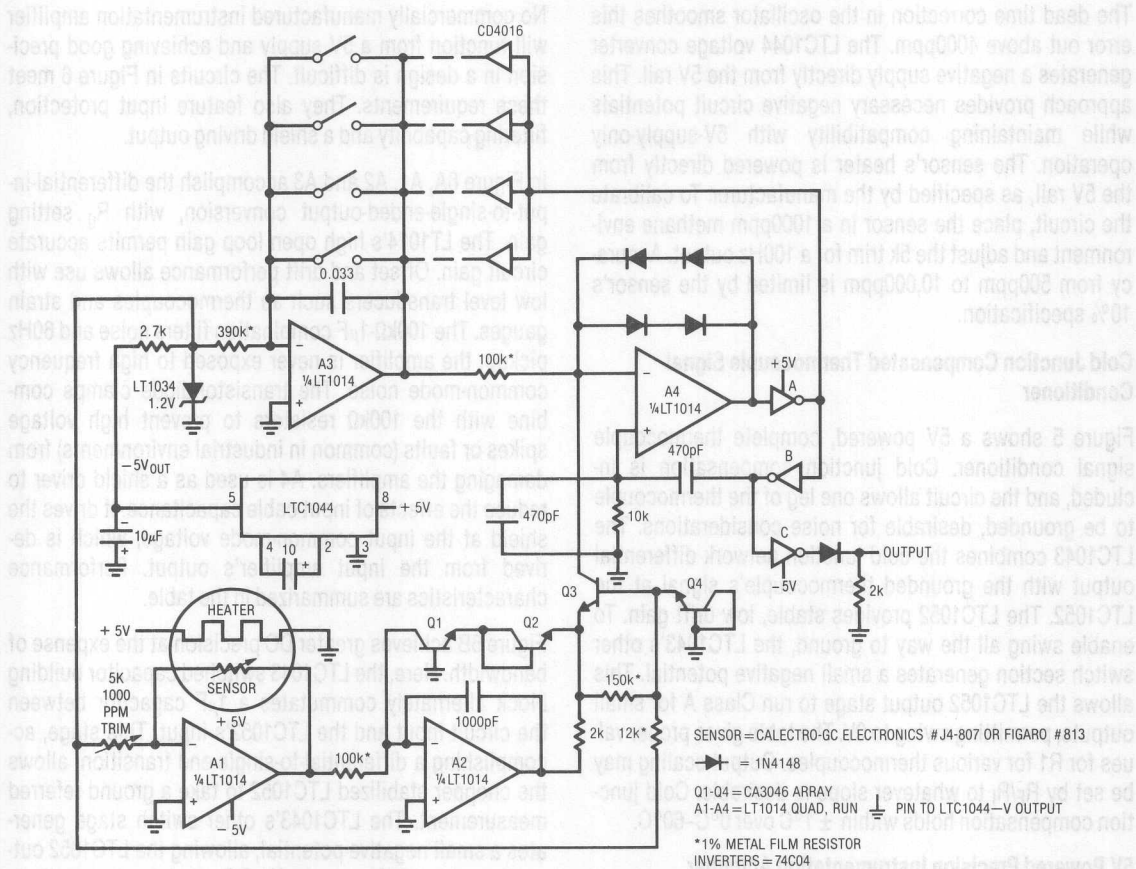 The dead time correction in the oscillator smoothes this
error out above 4000ppm. The LTC1044 voltage converter
generates a negative supply directly from the 5V rail. This
approach provides necessary negative circuit potentials
while maintaining compatibility with 5V-supply-only
operation. The sensor's heater is powered directly from
the 5V rail, as specified by the manufacturer. To calibrate
the circuit, place the sensor in a 1000ppm methane envi-
ronment and adjust the 5k trim for a 100Hz output.
cy from 500ppm to 10,000ppm is limited by the sensor's
10% specification.
Cold Junction Compensated Thermocouple Signal
Conditioner
Figure 5 shows a 5V powered, complete thermocouple
signal conditioner. Cold junction compensation is in-
cluded, and the circuit allows one leg of the thermocouple
to be grounded, desirable for noise considerations. The
LTC1043 combines the cold junction network differential
output with the grounded thermocouple's signal at
LTC1052. The LTC1052 provides stable, low drift gain. To
enable swing all the way to ground, the LTC1043's other
switch section generates a small negative potential. This
allows the LTC1052 output stage to run Class A for small
ues for R1 for various thermocouples. Output scaling may
be set by
tion compensation holds within ±1°C over 0°C–60°C.
5V Powered Precision Instrumentation
No commercially manufactured instrumentation amplifier
will function from a 5V supply and achieving good preci-
sion in a design is difficult. The circuits in Figure 6 meet
these requirements. They also feature input protection,
filtering capability and a shield driving output.
In Figure 6A, A1, A2 and A3 accomplish the differential-in-
put-to-single-ended-output conversion, with setting
gain. The LT1014's high open loop gain permits accurate
circuit gain. Offset and drift performance allows use with
low level transducers such as thermocouples and strain
gauges. The 100kΩ-1µF combination filters noise and 60Hz
the amplifier is never exposed to high frequency
common-mode noise. The transistor clamps com-
bine with the 100kΩ resistors to prevent high voltage
spikes or faults (common in industrial environments) from
damaging the amplifiers. A4 is used as a shield driver to
reduce the effects of input cable capacitance. It drives the
shield at the input common mode voltage, which is de-
rived from the input amplifier's output. Performance
characteristics are summarized in the table.
Figure 6B achieves greater DC precision at the expense of
bandwidth. Here, the LTC1043 switched capacitor building
block alternately commutates a capacitor between
the circuit input and the LTC1052's input. This stage, ac-
complishing a differential-to-single end transition, allows
the chopper stabilized LTC1052 to take a ground referred
measurement. The LTC1043's other switch stage gener-
ates a small negative potential, allowing the LTC1052 out-
CD4016
0.033
2.7k
390k*
−
A3
¼LT1014
+
100k*
LT1034
1.2V
−
A4
¼LT1014
+
+5V
A
470pF
B
−5VOUT
−
10µF
+
5
8
LTC1044
+5V
4
2
3
10
+
470pF
10k
C
−5V
OUTPUT
2k
HEATER
+5V
SENSOR
5K
1000
PPM
TRIM
Q1
Q2
Q3
Q4
1000pF
150k*
2k
12k*
+5V
−
A1
¼LT1014
+
−5V
100k*
−
A2
¼LT1014
+
SENSOR = CALECTRO-GC ELECTRONICS #J4-807 OR FIGARO #813
= 1N4148
Q1-Q4 = CA3046 ARRAY
A1-A4 = LT1014 QUAD, RUN PIN TO LTC1044—V OUTPUT
*1% METAL FILM RESISTOR
INVERTERS = 74C04